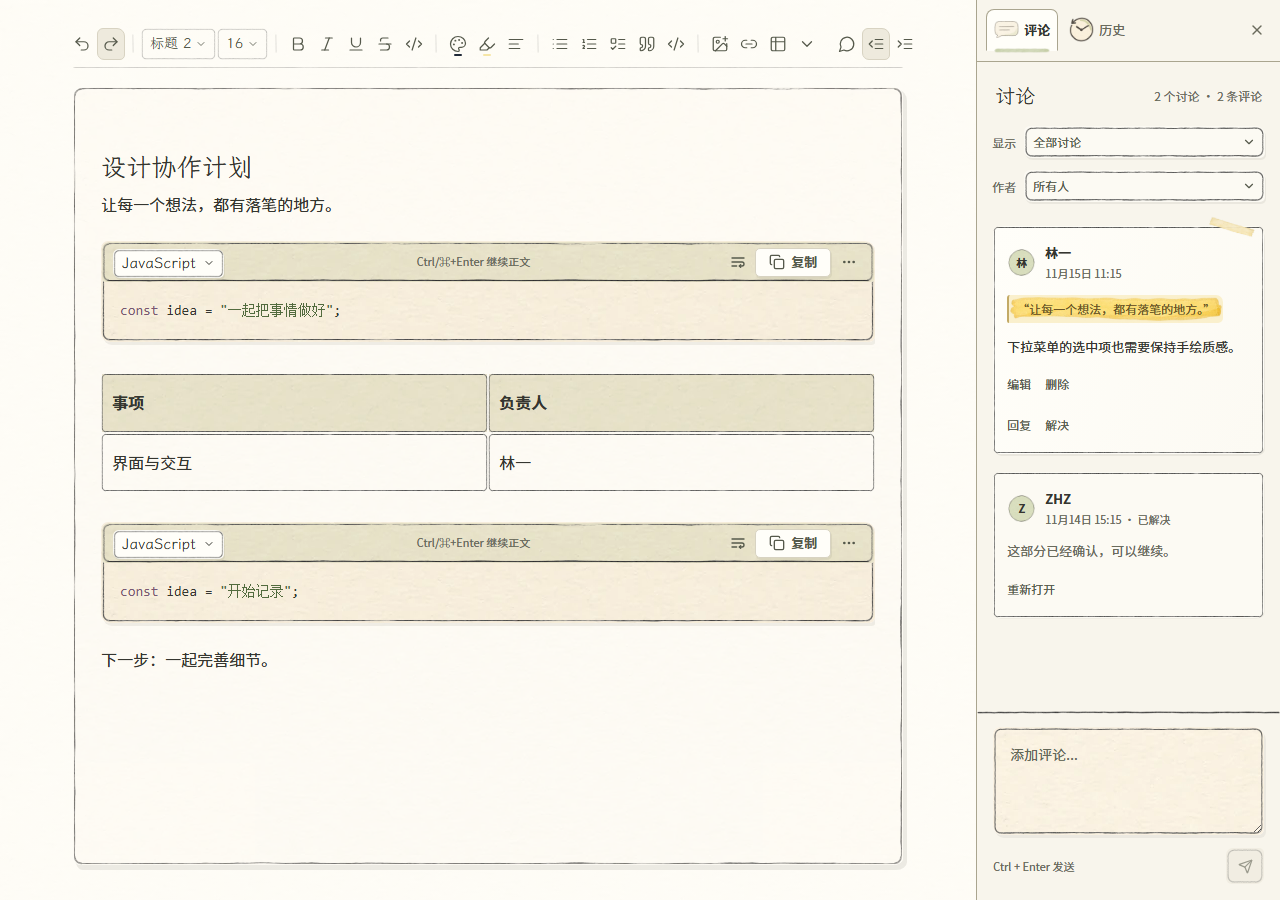 标题 2
16
评论
历史
讨论
2 个讨论 · 2 条评论
显示
全部讨论
作者
所有人
设计协作计划
让每一个想法，都有落笔的地方。
JavaScript
Ctrl/⌘+Enter 继续正文
复制
const idea = "一起把事情做好";
事项
负责人
界面与交互
林一
JavaScript
Ctrl/⌘+Enter 继续正文
复制
const idea = "开始记录";
下一步：一起完善细节。
林
林一
11月15日 11:15
“让每一个想法，都有落笔的地方。”
下拉菜单的选中项也需要保持手绘质感。
编辑 删除
回复 解决
Z
ZHZ
11月14日 15:15 · 已解决
这部分已经确认，可以继续。
重新打开
添加评论...
Ctrl + Enter 发送